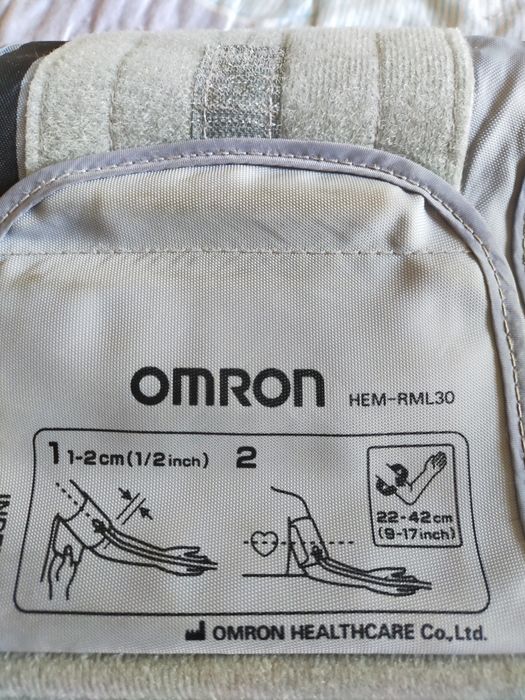 OMRON HEM-RML30
1 1-2cm(1/2inch) 2
22-42cm
(9-17inch)
OMRON HEALTHCARE Co.,Ltd.